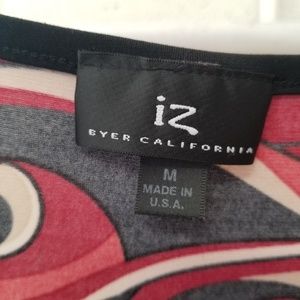 iz
BYER CALIFORNIA
M
MADE IN
U.S.A.